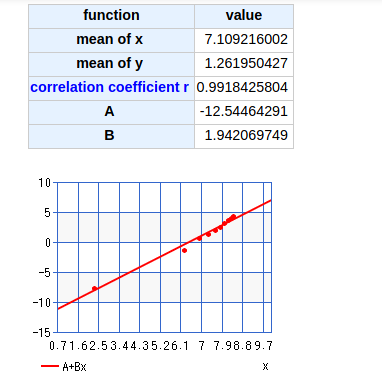 function value
mean of x 7.109216002
mean of y 1.261950427
correlation coefficient r 0.9918425804
A -12.54464291
B 1.942069749
10
5
0
-5
-10
-15
0.7 1.6 2.5 3.4 4.3 5.2 6.1 7 7.9 8.8 9.7
A+Bx x